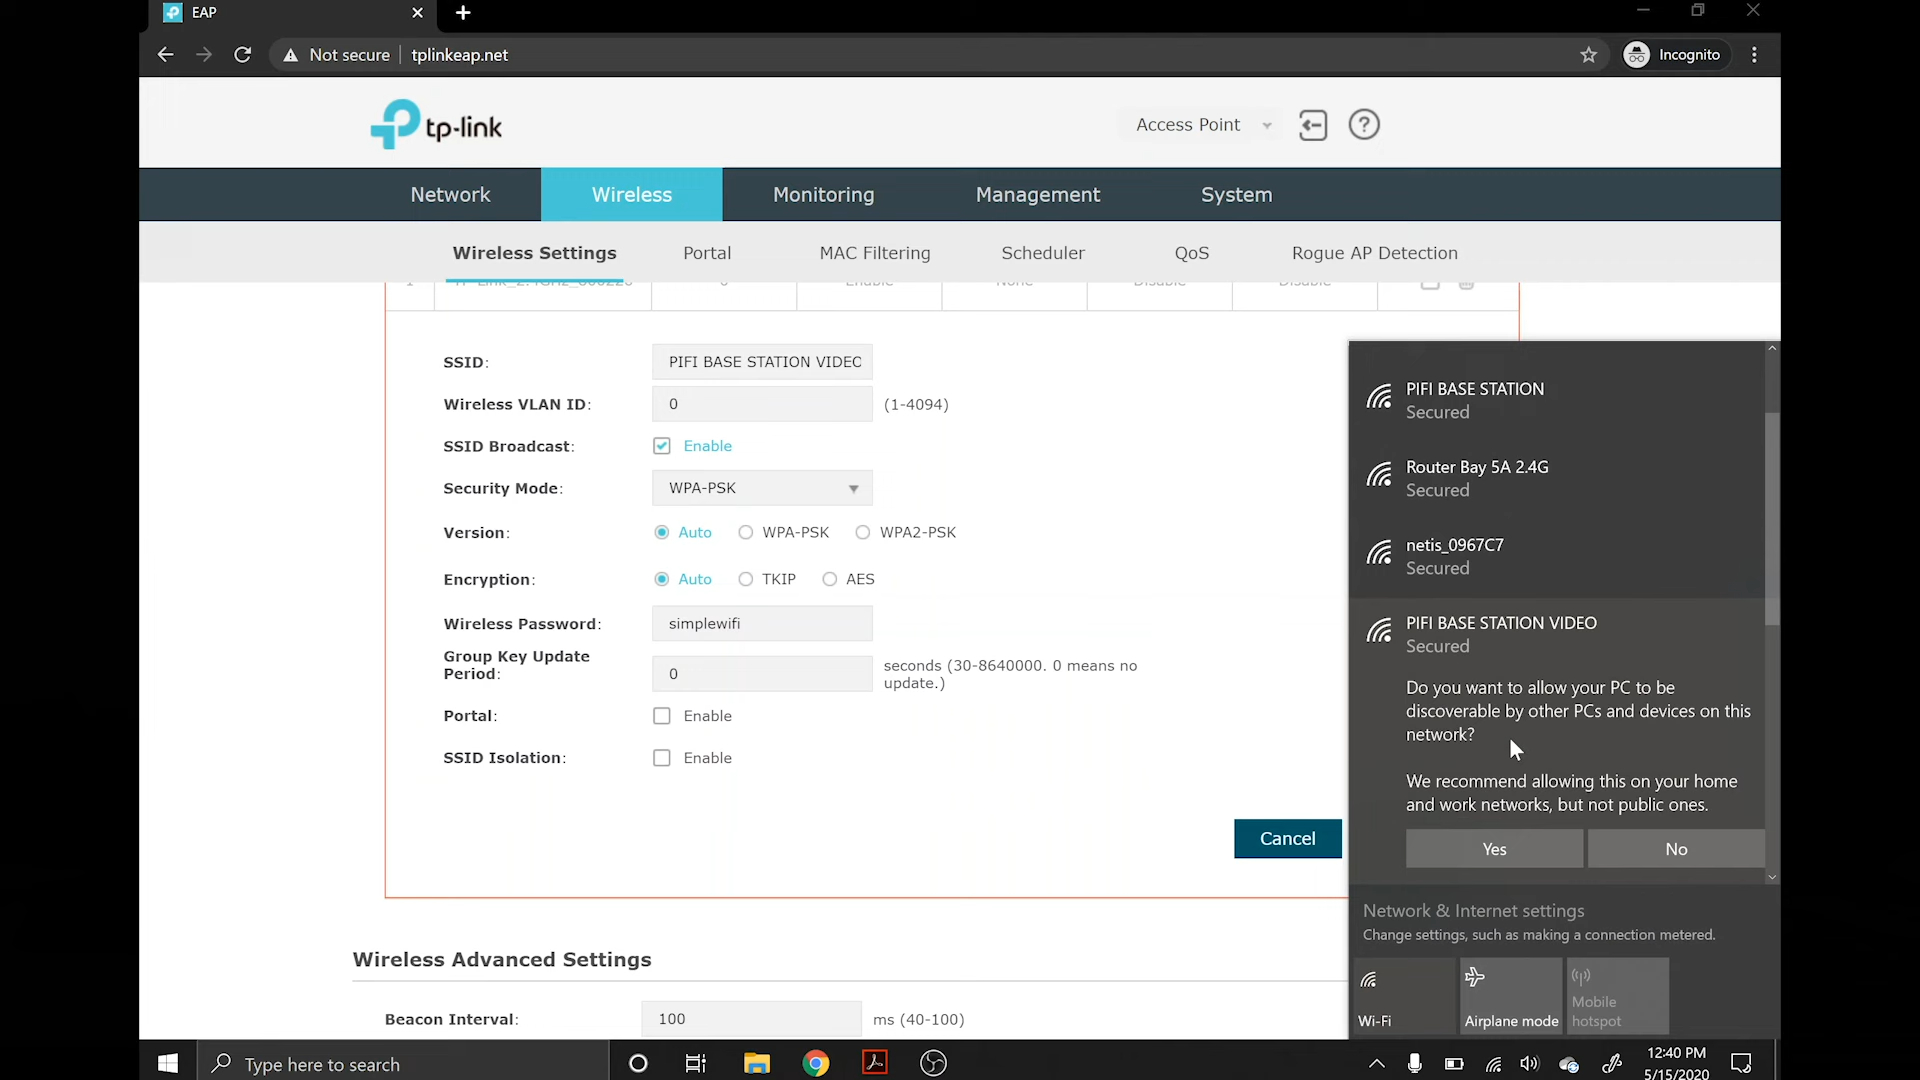 EAP
Not secure
tplinkeap.net
Incognito
tp-link
Access Point
Network
Wireless
Monitoring
Management
System
Wireless Settings
Portal
MAC Filtering
Scheduler
QoS
Rogue AP Detection
SSID: PIFI BASE STATION VIDEO
Wireless VLAN ID: 0 (1-4094)
SSID Broadcast: Enable
Security Mode: WPA-PSK
Version: Auto WPA-PSK WPA2-PSK
Encryption: Auto TKIP AES
Wireless Password: simplewifi
Group Key Update
Period: 0 seconds (30-8640000. 0 means no
update.)
Portal: Enable
SSID Isolation: Enable
Cancel
Wireless Advanced Settings
Beacon Interval: 100 ms (40-100)
PIFI BASE STATION
Secured
Router Bay 5A 2.4G
Secured
netis_0967C7
Secured
PIFI BASE STATION VIDEO
Secured
Do you want to allow your PC to be
discoverable by other PCs and devices on this
network?
We recommend allowing this on your home
and work networks, but not public ones.
Yes
No
Network & Internet settings
Change settings, such as making a connection metered.
Wi-Fi
Airplane mode
Mobile
hotspot
Type here to search
12:40 PM
5/15/2020